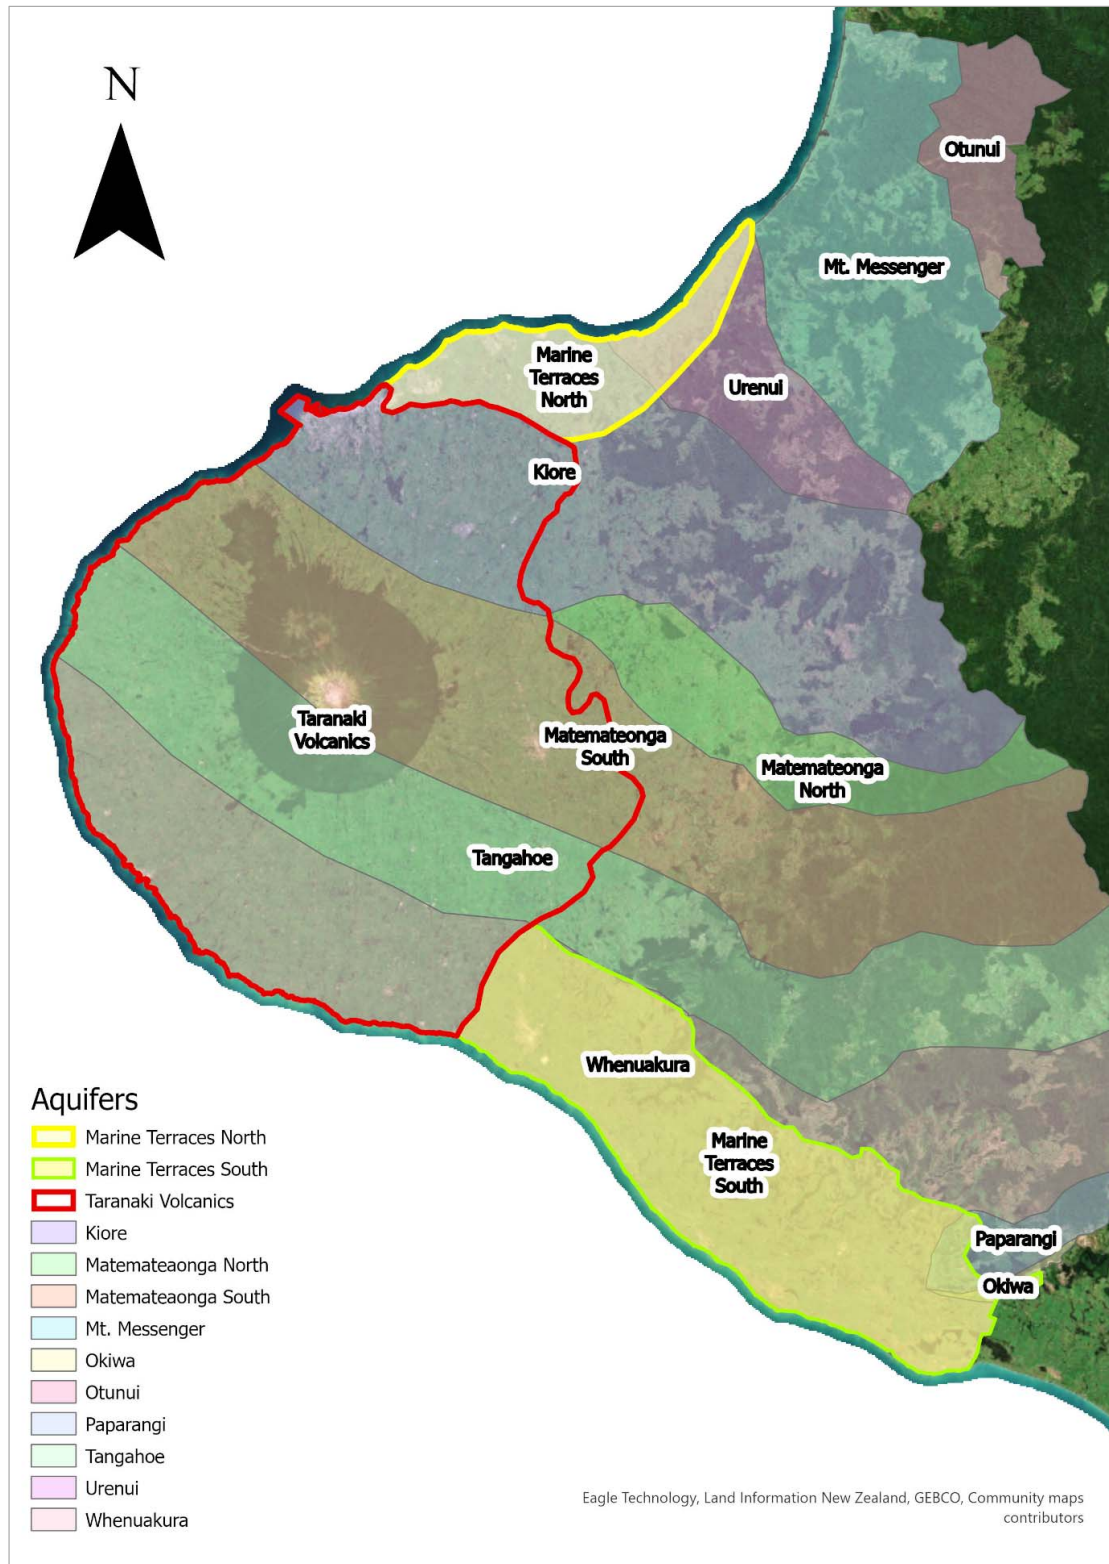 N
Otunui
Mt. Messenger
Marine
Terraces
North
Urenui
Kiore
Taranaki
Volcanics
Matemateonga
South
Matemateonga
North
Tangahoe
Whenuakura
Marine
Terraces
South
Paparangi
Okiwa
Aquifers
Marine Terraces North
Marine Terraces South
Taranaki Volcanics
Kiore
Matemateaonga North
Matemateaonga South
Mt. Messenger
Okiwa
Otunui
Paparangi
Tangahoe
Urenui
Whenuakura
Eagle Technology, Land Information New Zealand, GEBCO, Community maps
contributors